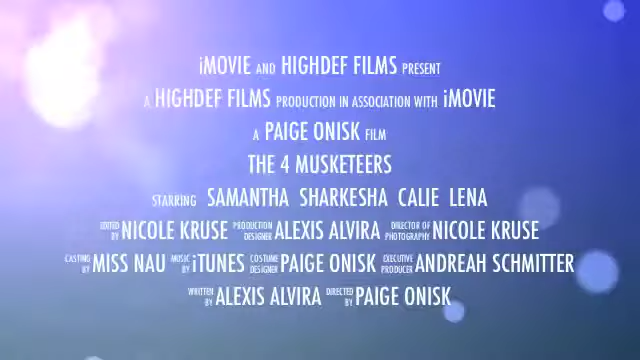 iMOVIE AND HIGHDEF FILMS PRESENT
A HIGHDEF FILMS PRODUCTION IN ASSOCIATION WITH iMOVIE
A PAIGE ONISK FILM
THE 4 MUSKETEERS
STARRING SAMANTHA SHARKESHA CALIE LENA
EDITED BY NICOLE KRUSE PRODUCTION DESIGNER ALEXIS ALVIRA DIRECTOR OF PHOTOGRAPHY NICOLE KRUSE
CASTING BY MISS NAU MUSIC BY iTUNES COSTUME DESIGNER PAIGE ONISK EXECUTIVE PRODUCER ANDREAH SCHMITTER
WRITTEN BY ALEXIS ALVIRA DIRECTED BY PAIGE ONISK